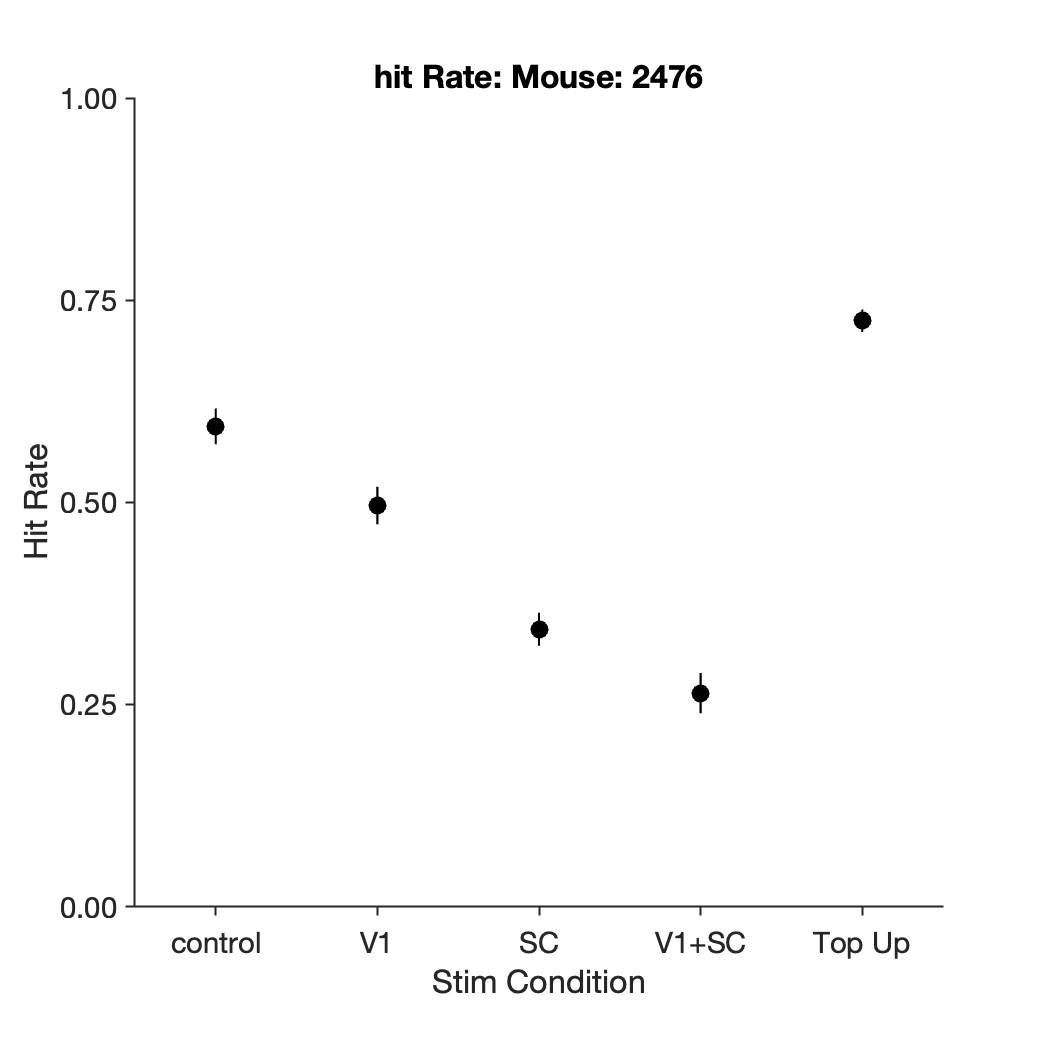 hit Rate: Mouse: 2476
1.00
0.75
0.50
0.25
0.00
Hit Rate
control V1 SC V1+SC Top Up
Stim Condition